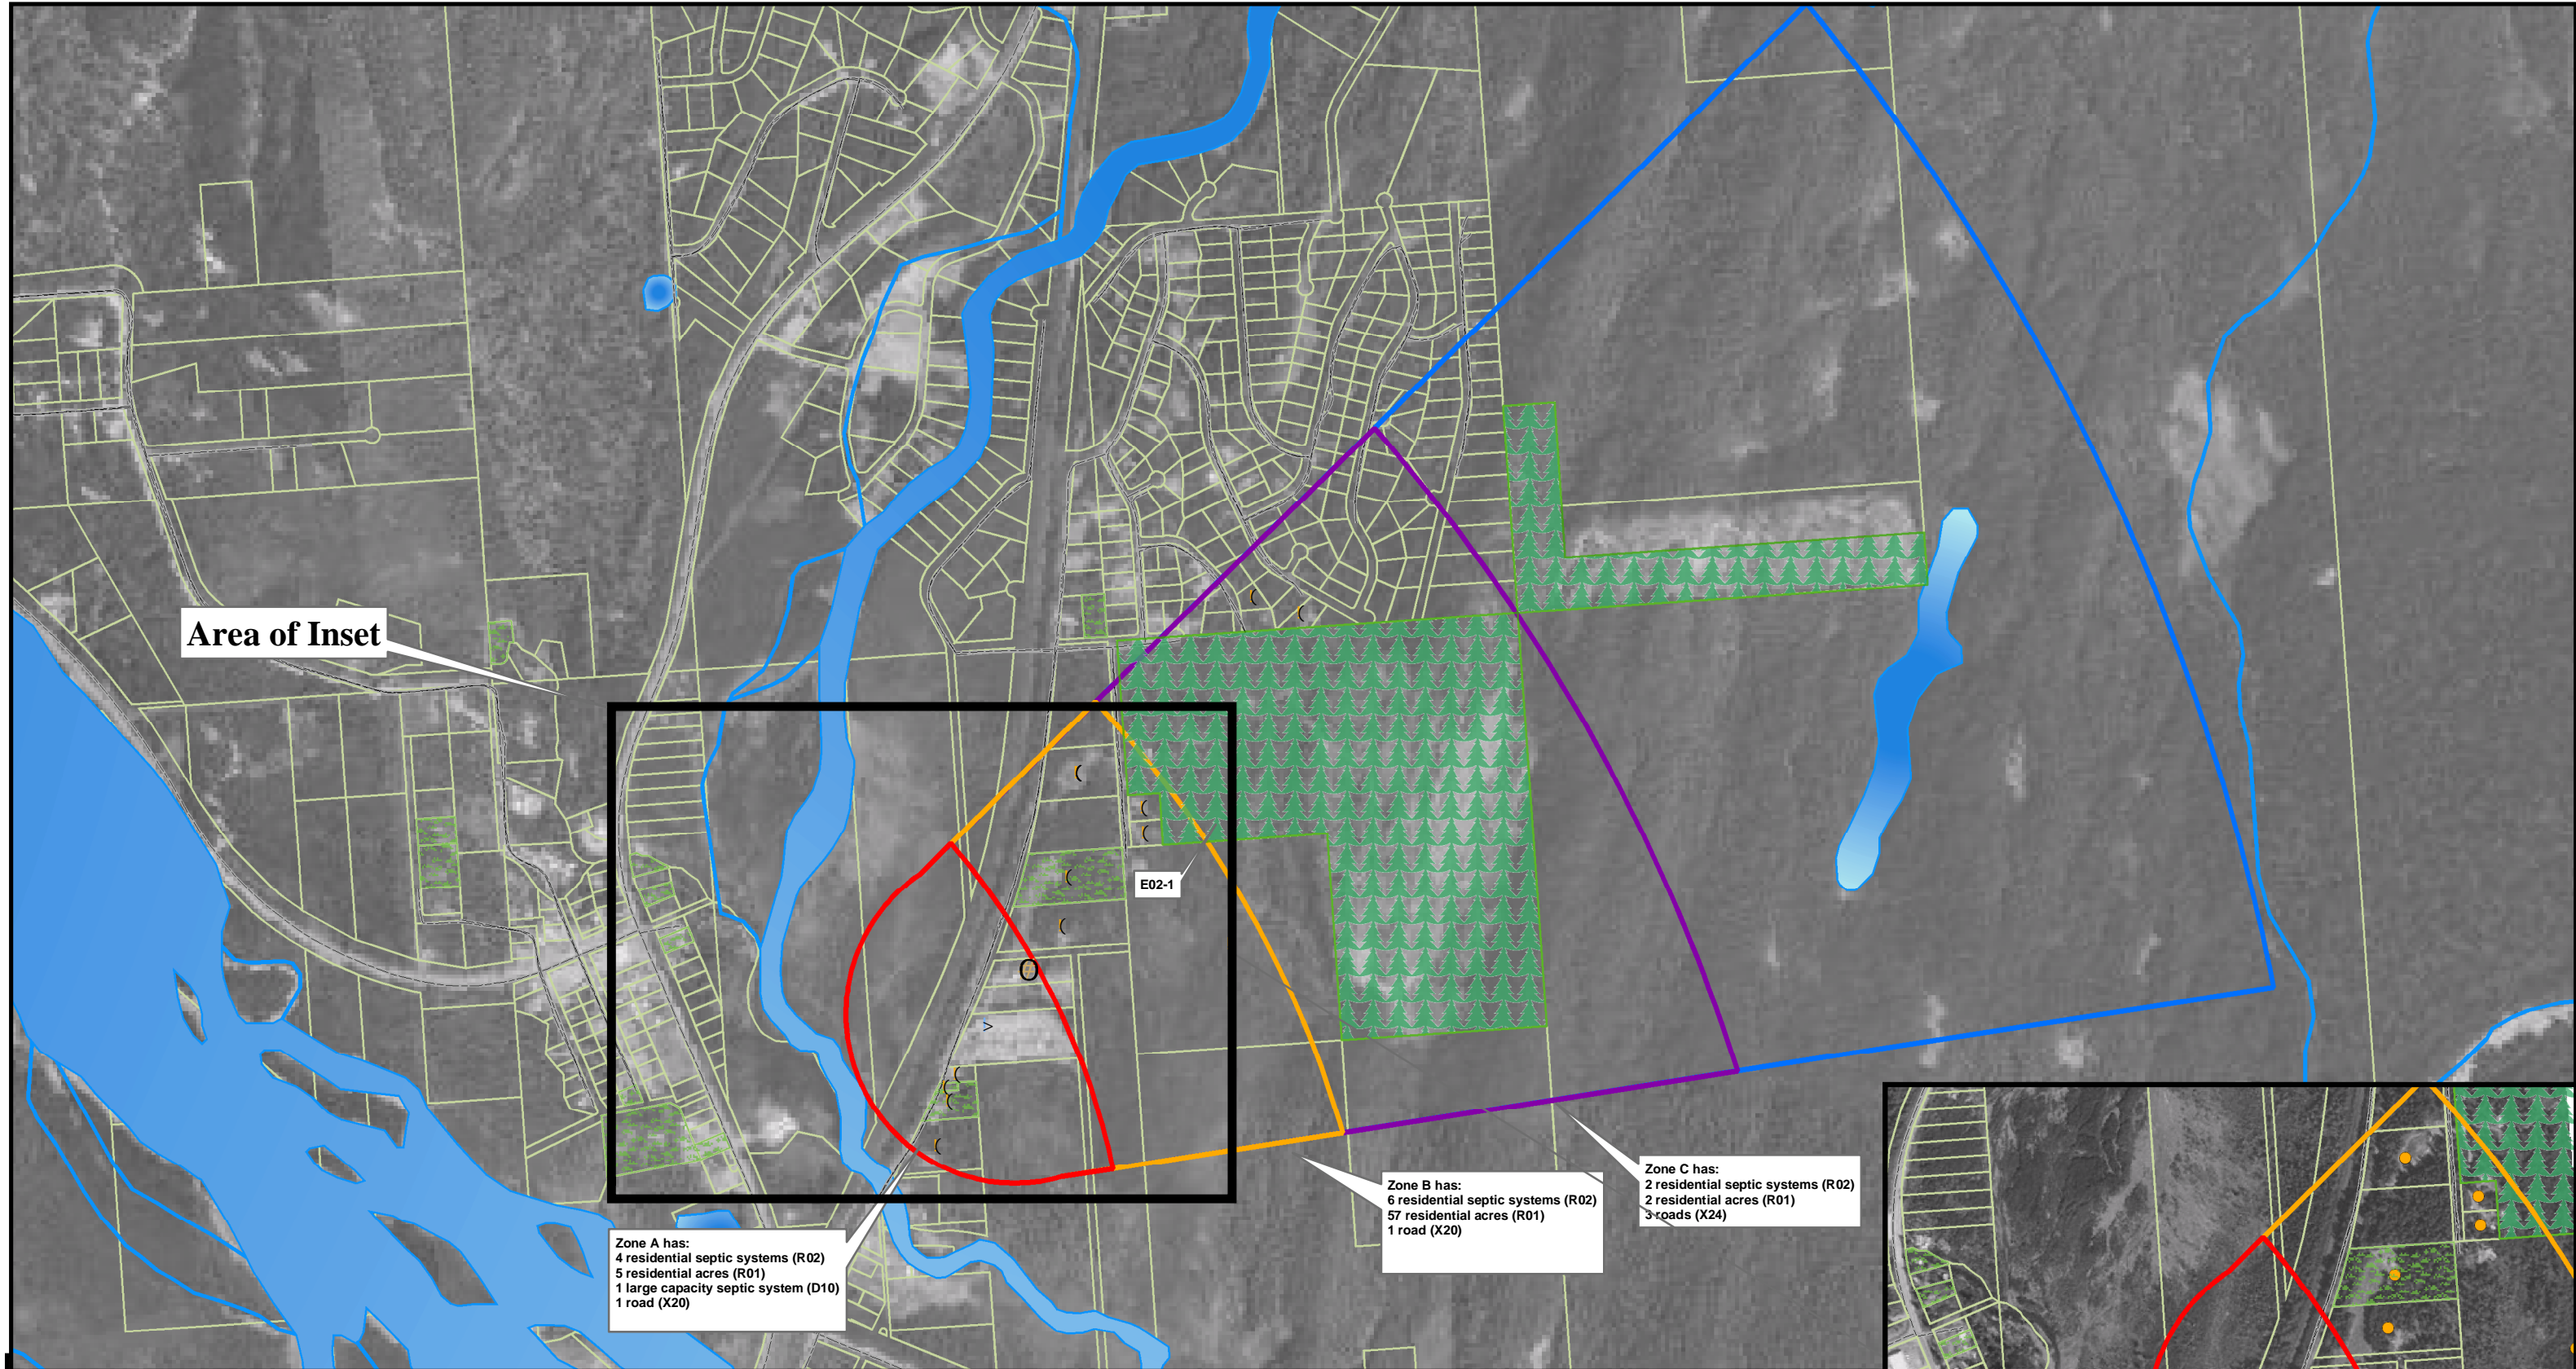 Area of Inset
E02-1
O
>
Zone B has:
6 residential septic systems (R02)
57 residential acres (R01)
1 road (X20)
Zone C has:
2 residential septic systems (R02)
2 residential acres (R01)
3 roads (X24)
Zone A has:
4 residential septic systems (R02)
5 residential acres (R01)
1 large capacity septic system (D10)
1 road (X20)